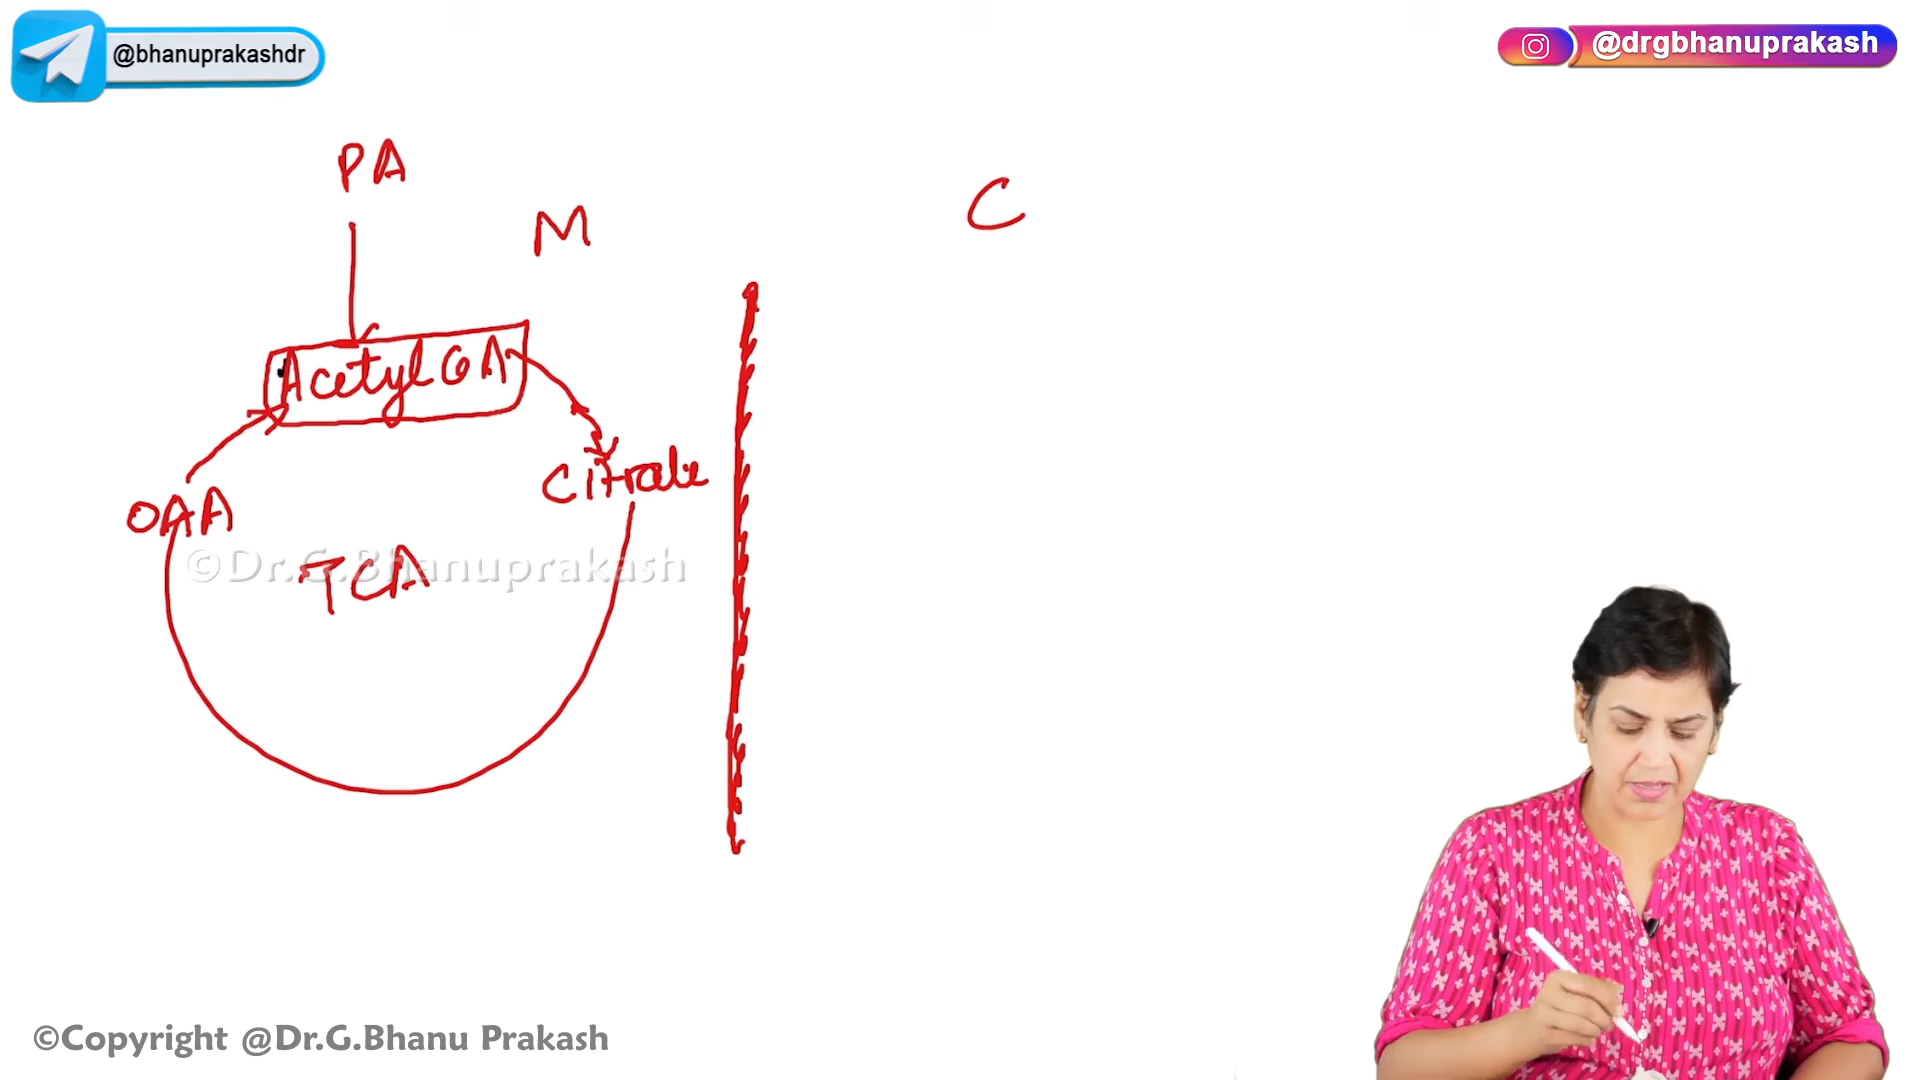 @bhanuprakashdr
@drgbhanuprakash
PA
M
C
Acetyl CoA
Citrate
OAA
TCA
©Dr.G.Bhanuprakash
©Copyright @Dr.G.Bhanu Prakash